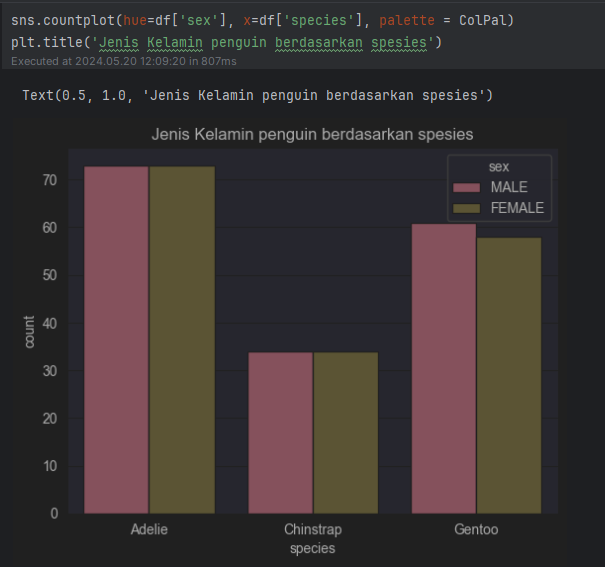 sns.countplot(hue=df['sex'], x=df['species'], palette = ColPal)
plt.title('Jenis Kelamin penguin berdasarkan spesies')
Executed at 2024.05.20 12:09:20 in 807ms
Text(0.5, 1.0, 'Jenis Kelamin penguin berdasarkan spesies')
Jenis Kelamin penguin berdasarkan spesies
sex
MALE
FEMALE
70
60
50
40
30
20
10
0
count
Adelie
Chinstrap
Gentoo
species